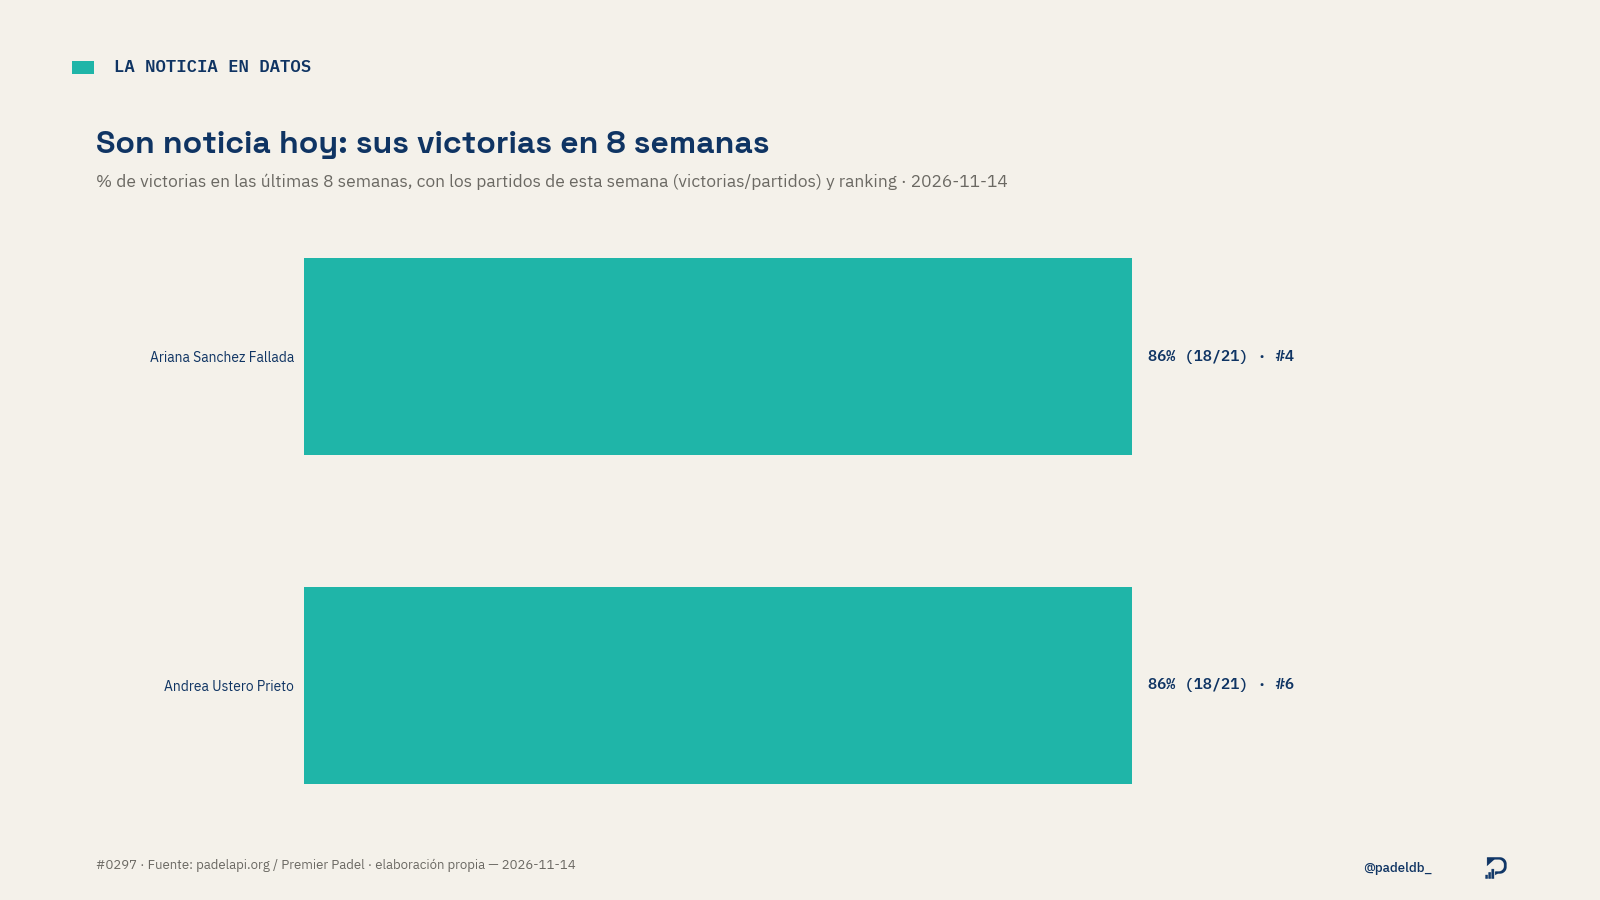 LA NOTICIA EN DATOS
Son noticia hoy: sus victorias en 8 semanas
% de victorias en las últimas 8 semanas, con los partidos de esta semana (victorias/partidos) y ranking · 2026-11-14
Ariana Sanchez Fallada
86% (18/21) · #4
Andrea Ustero Prieto
86% (18/21) · #6
#0297 · Fuente: padelapi.org / Premier Padel · elaboración propia — 2026-11-14
@padeldb_